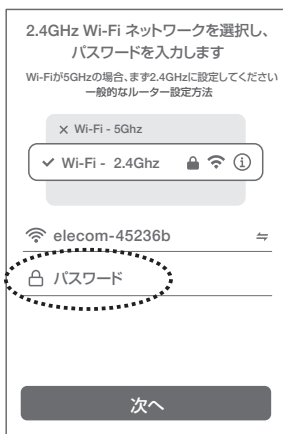 2.4GHz Wi-Fi ネットワークを選択し、
パスワードを入力します
Wi-Fiが5GHzの場合、まず2.4GHzに設定してください
一般的なルーター設定方法
× Wi-Fi - 5Ghz
✓ Wi-Fi - 2.4Ghz
elecom-45236b
パスワード
次へ